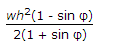 wh²(1 - sin φ)
2(1 + sin φ)